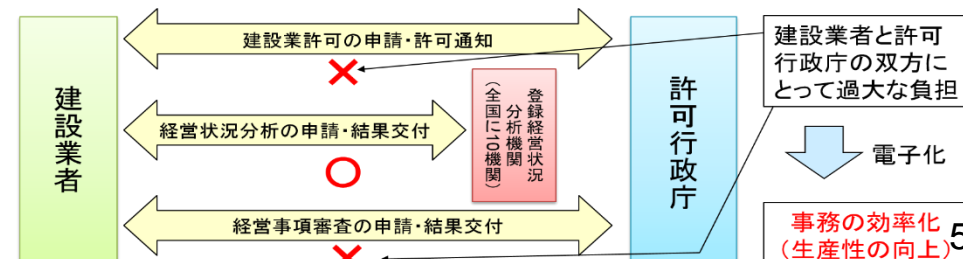 建設業者
建設業許可の申請・許可通知
×
経営状況分析の申請・結果交付
○
経営事項審査の申請・結果交付
×
登録経営状況
分析機関
(全国に10機関)
許可行政庁
建設業者と許可
行政庁の双方に
とって過大な負担
電子化
事務の効率化
(生産性の向上)
5